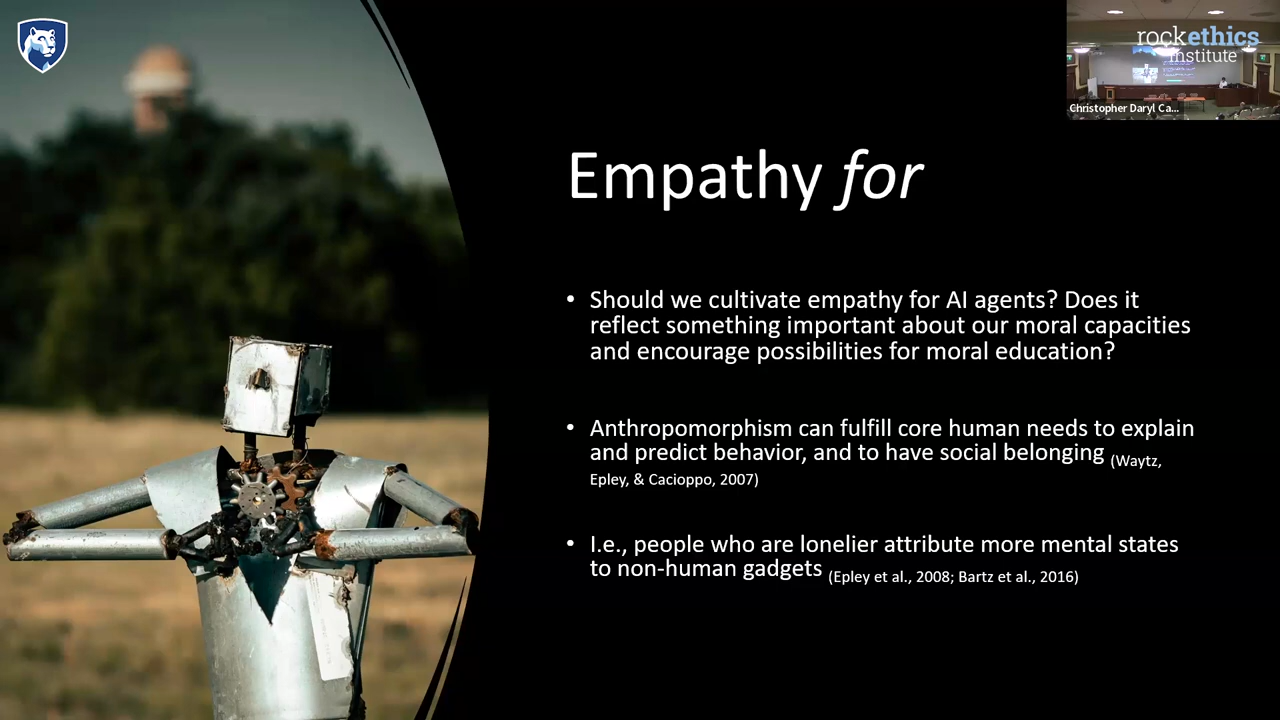 rockethics
institute
Christopher Daryl Ca...
Empathy for
• Should we cultivate empathy for AI agents? Does it
reflect something important about our moral capacities
and encourage possibilities for moral education?
• Anthropomorphism can fulfill core human needs to explain
and predict behavior, and to have social belonging (Waytz,
Epley, & Cacioppo, 2007)
• I.e., people who are lonelier attribute more mental states
to non-human gadgets (Epley et al., 2008; Bartz et al., 2016)